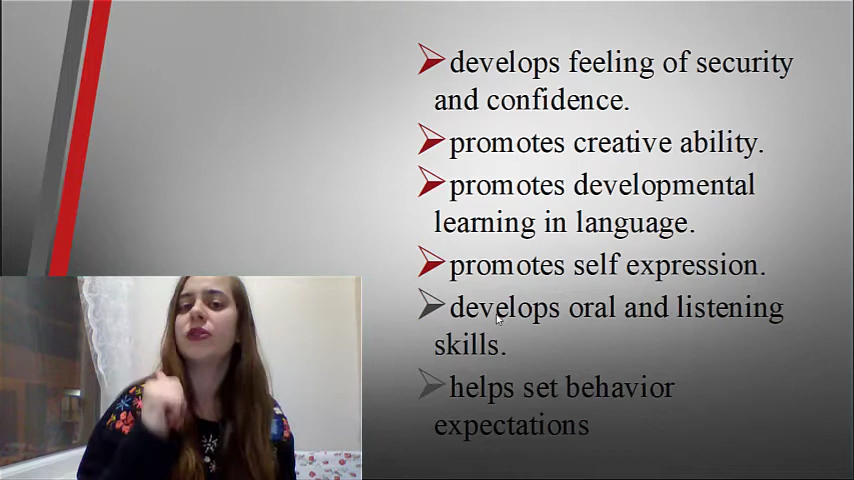 develops feeling of security
and confidence.
promotes creative ability.
promotes developmental
learning in language.
promotes self expression.
develops oral and listening
skills.
helps set behavior
expectations